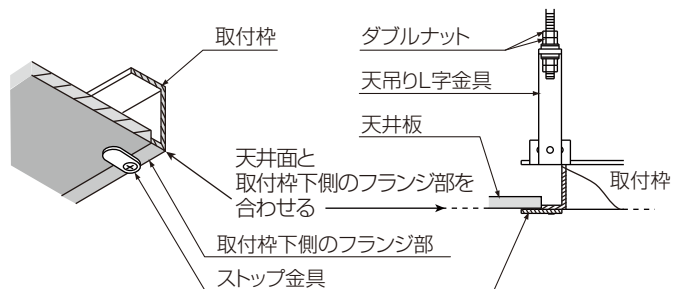 取付枠
ダブルナット
天吊りL字金具
天井板
天井面と
取付枠下側のフランジ部を
合わせる
取付枠
取付枠下側のフランジ部
ストップ金具